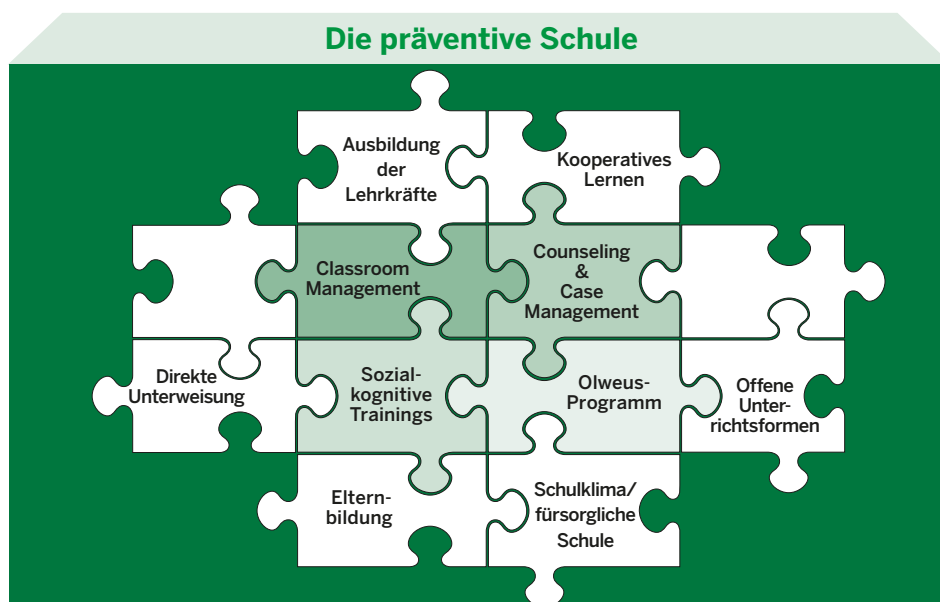 Die präventive Schule
Ausbildung
der
Lehrkräfte
Kooperatives
Lernen
Classroom
Management
Counseling
&
Case
Management
Direkte
Unterweisung
Sozial-
kognitive
Trainings
Olweus-
Programm
Offene
Unter-
richtsformen
Eltern-
bildung
Schulklima/
fürsorgliche
Schule